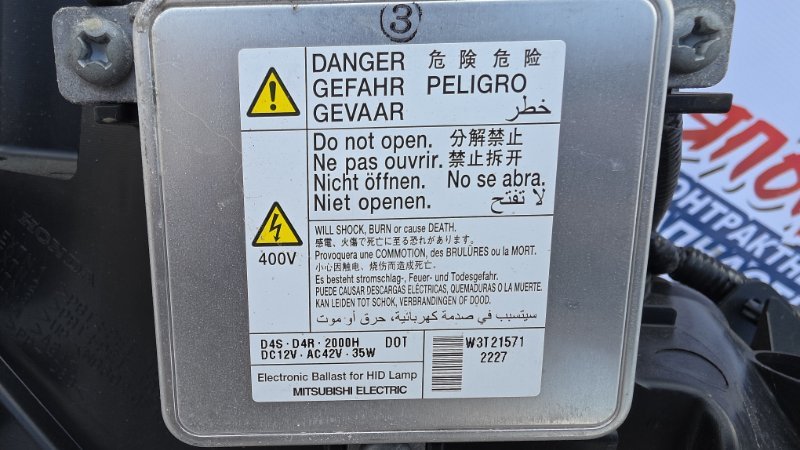 3
DANGER 危険 危险
GEFAHR PELIGRO
GEVAAR خطر
Do not open. 分解禁止
Ne pas ouvrir. 禁止拆开
Nicht öffnen. No se abra.
Niet openen. لا تفتح
400V
WILL SHOCK, BURN or cause DEATH.
感電、火傷で死亡に至る恐れがあります。
Provoquera une COMMOTION, des BRULÛRES ou la MORT.
小心因触电、烧伤而造成死亡.
Es besteht stromschlag-, Feuer- und Todesgefahr.
PUEDE CAUSAR DESCARGAS ELÉCTRICAS, QUEMADURAS O LA MUERTE.
KAN LEIDEN TOT SCHOK, VERBRANDINGEN OF DOOD.
سيتسبب في صدمة كهربائية، حرق أو موت
D4S · D4R · 2000H DOT
DC12V · AC42V · 35W
W3T21571
2227
Electronic Ballast for HID Lamp
MITSUBISHI ELECTRIC